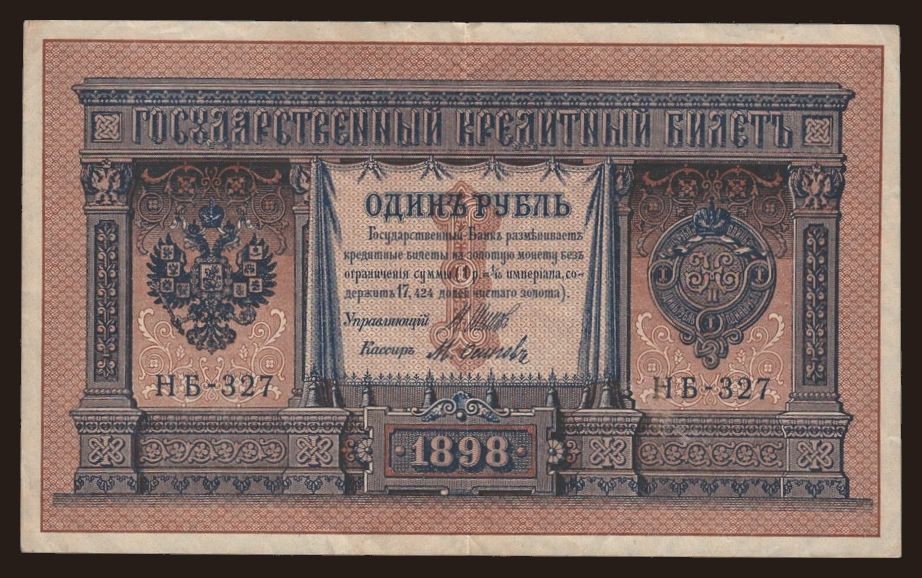 ГОСУДАРСТВЕННЫЙ КРЕДИТНЫЙ БИЛЕТЪ
ОДИНЪ РУБЛЬ
Государственный Банкъ размѣниваетъ
кредитные билеты на золотую монету безъ
ограниченія суммы (1 р. = 1/15 имперіала, со-
держитъ 17,424 долей чистаго золота).
Управляющій
Кассиръ
НБ-327
НБ-327
1898